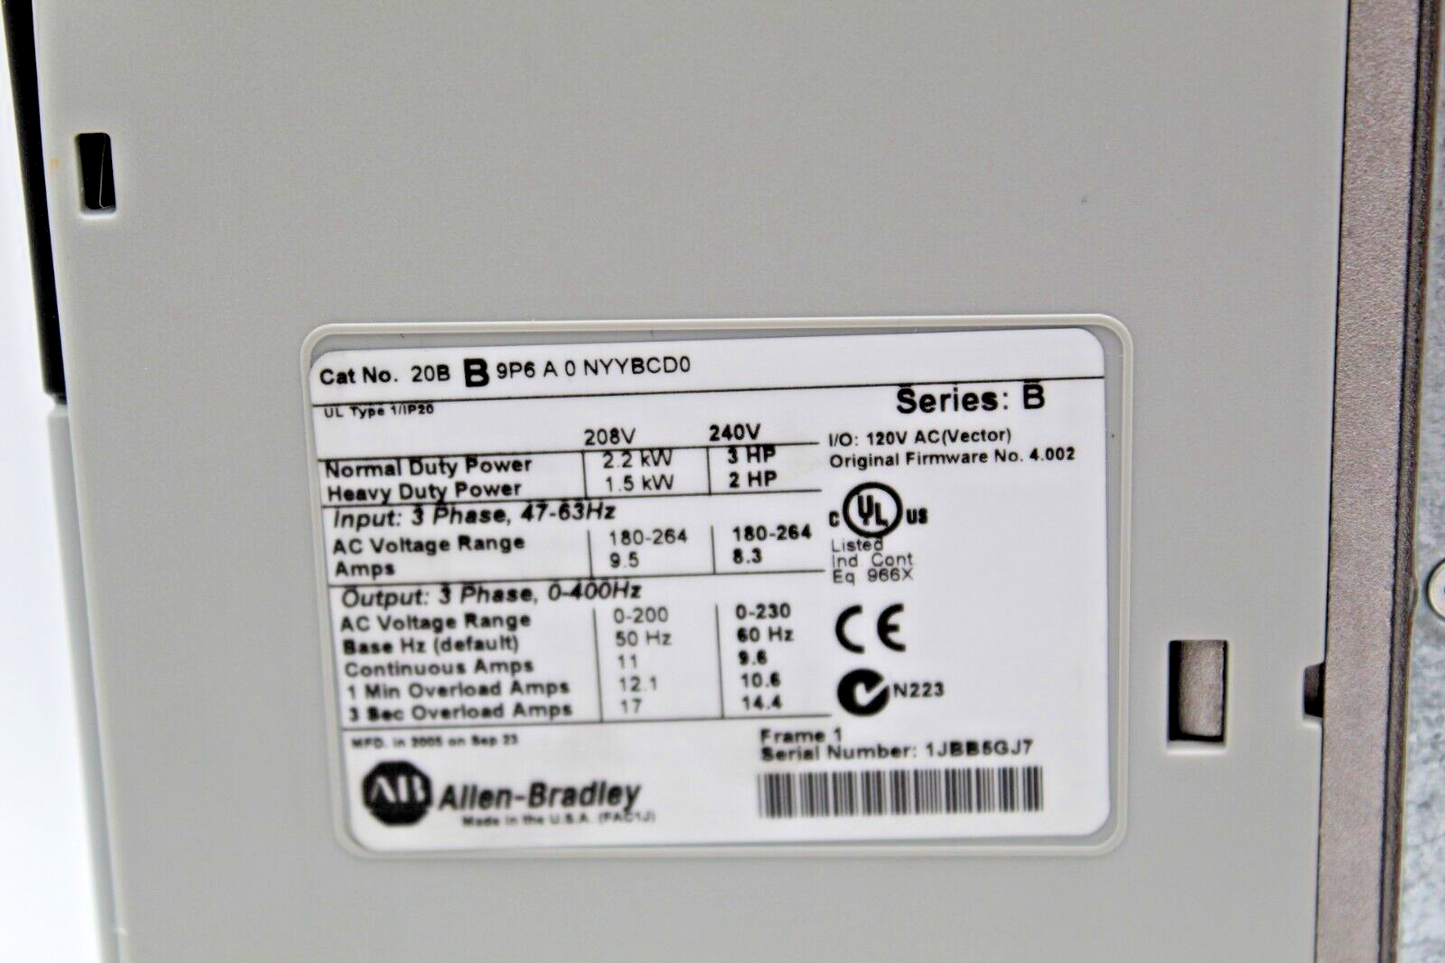 Cat No. 20B B 9P6 A 0 NYYBCD0
UL Type 1/IP20
Series: B
208V 240V
Normal Duty Power 2.2 kW 3 HP
Heavy Duty Power 1.5 kW 2 HP
Input: 3 Phase, 47-63Hz
AC Voltage Range 180-264 180-264
Amps 9.5 8.3
Output: 3 Phase, 0-400Hz
AC Voltage Range 0-200 0-230
Base Hz (default) 50 Hz 60 Hz
Continuous Amps 11 9.6
1 Min Overload Amps 12.1 10.6
3 Sec Overload Amps 17 14.4
I/O: 120V AC(Vector)
Original Firmware No. 4.002
C UL US
Listed
Ind Cont
Eq 966X
CE
N223
MFD. in 2005 on Sep 23
Frame 1
Serial Number: 1JBB5GJ7
AB Allen-Bradley
Made in the U.S.A. (FAC1J)